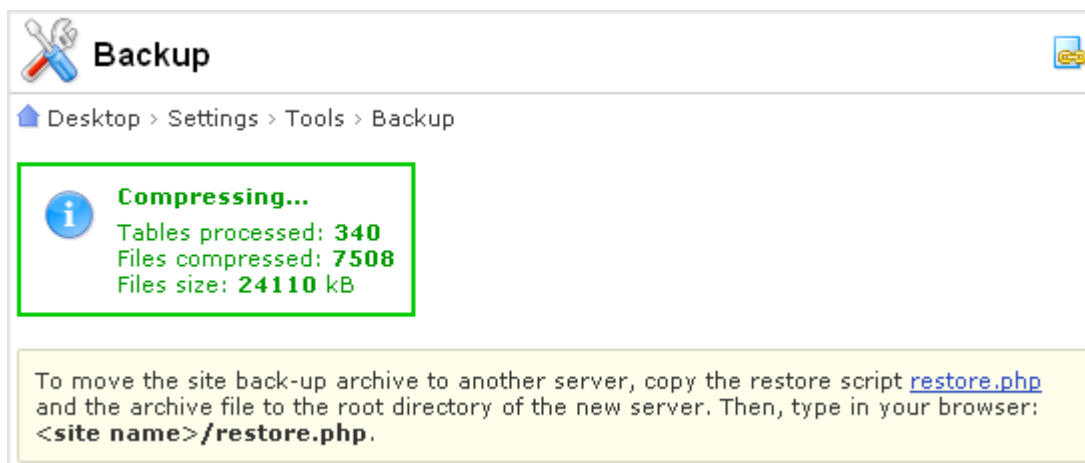 Backup
Desktop > Settings > Tools > Backup
Compressing...
Tables processed: 340
Files compressed: 7508
Files size: 24110 kB
To move the site back-up archive to another server, copy the restore script restore.php
and the archive file to the root directory of the new server. Then, type in your browser:
<site name>/restore.php.